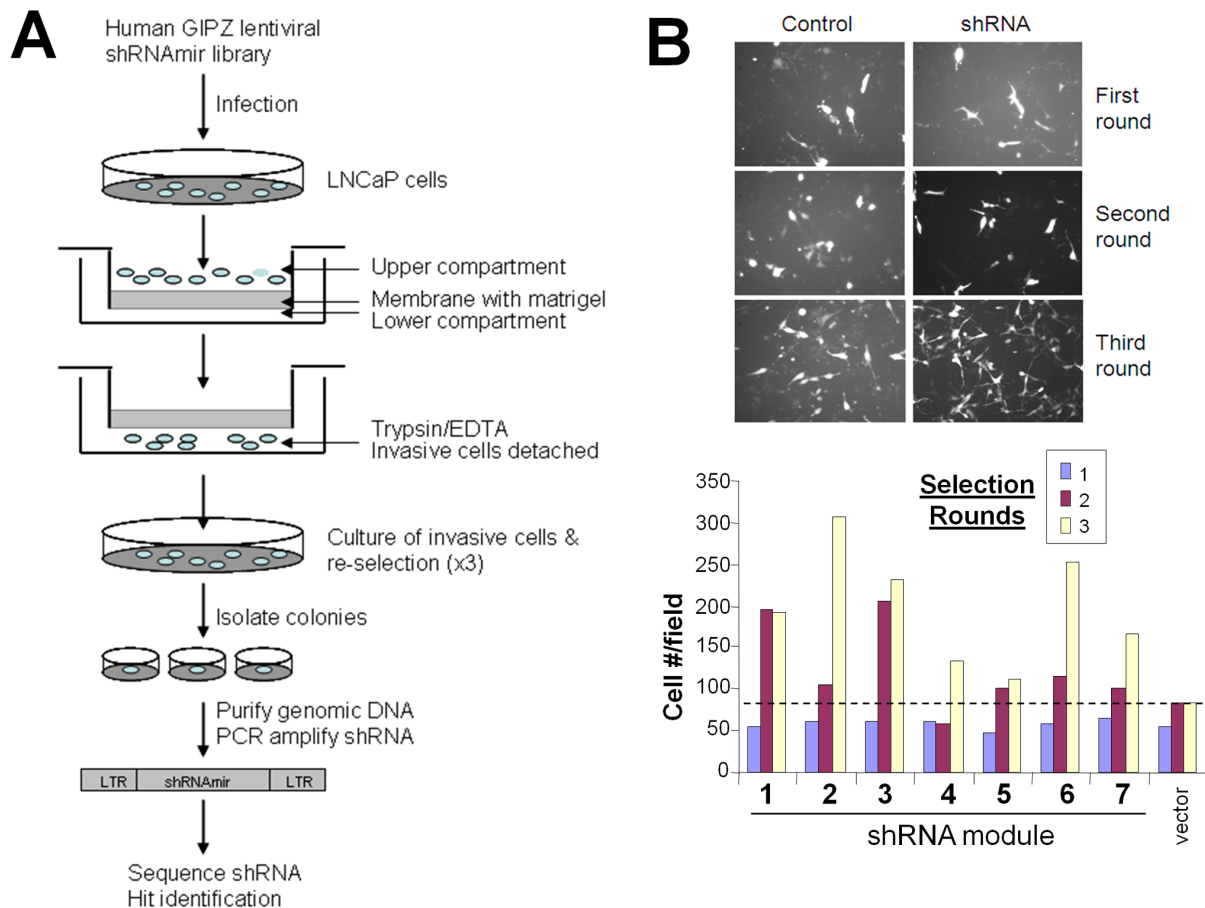 A
Human GIPZ lentiviral
shRNAmir library
Infection
LNCaP cells
Upper compartment
Membrane with matrigel
Lower compartment
Trypsin/EDTA
Invasive cells detached
Culture of invasive cells &
re-selection (x3)
Isolate colonies
Purify genomic DNA
PCR amplify shRNA
LTR shRNAmir LTR
Sequence shRNA
Hit identification
B
Control shRNA
First
round
Second
round
Third
round
Selection
Rounds
1
2
3
Cell #/field
350
300
250
200
150
100
50
0
1 2 3 4 5 6 7 vector
shRNA module